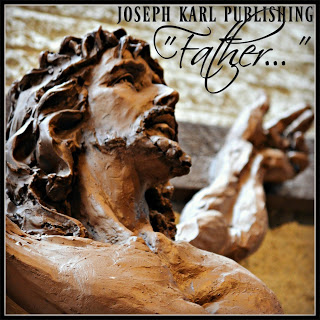 JOSEPH KARL PUBLISHING
"Father... "